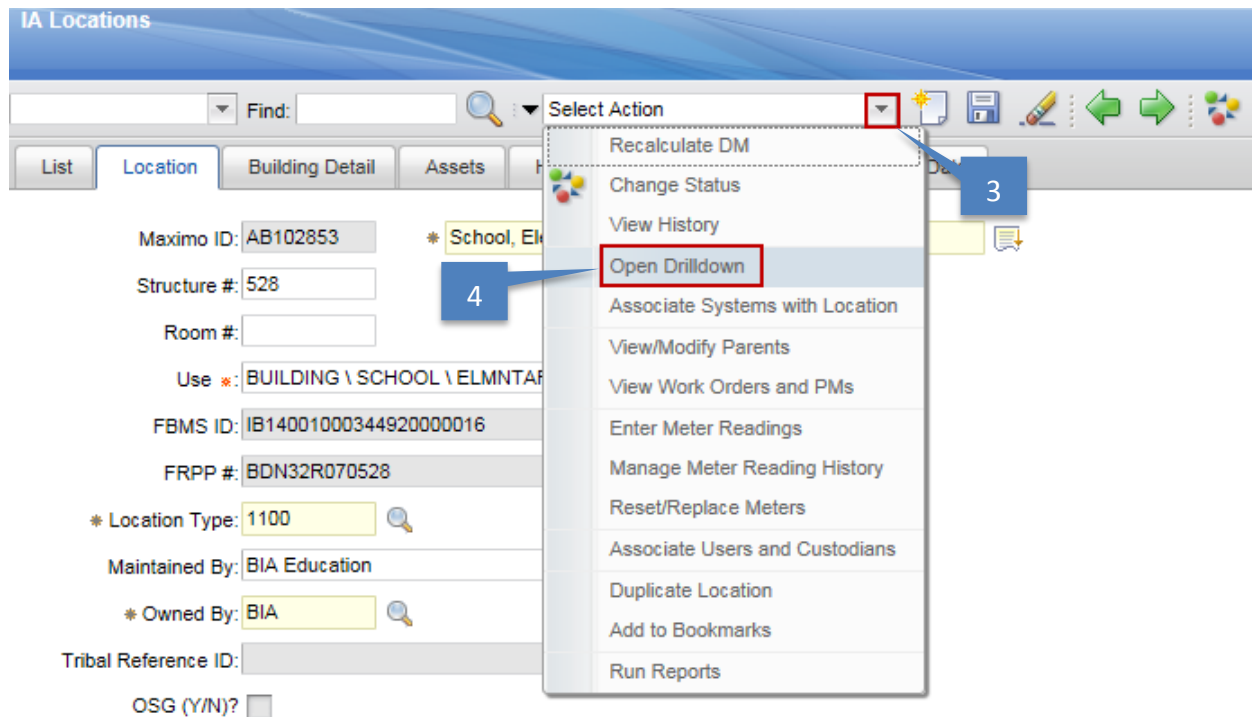 IA Locations
Find:
Select Action
List
Location
Building Detail
Assets
Recalculate DM
Change Status
3
Maximo ID: AB102853
* School,
View History
Structure #: 528
4
Open Drilldown
Associate Systems with Location
Room #:
View/Modify Parents
Use *: BUILDING \ SCHOOL \
View Work Orders and PMs
FBMS ID: IB14001000344920000016
Enter Meter Readings
FRPP #: BDN32R070528
Manage Meter Reading History
* Location Type: 1100
Reset/Replace Meters
Maintained By: BIA Education
Associate Users and Custodians
* Owned By: BIA
Duplicate Location
Add to Bookmarks
Tribal Reference ID:
Run Reports
OSG (Y/N)?